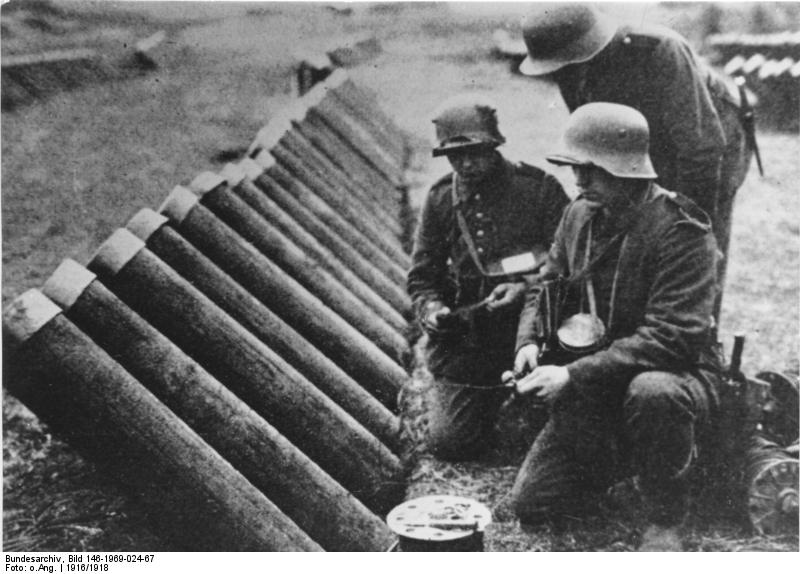 Bundesarchiv, Bild 146-1969-024-67
Foto: o.Ang. | 1916/1918